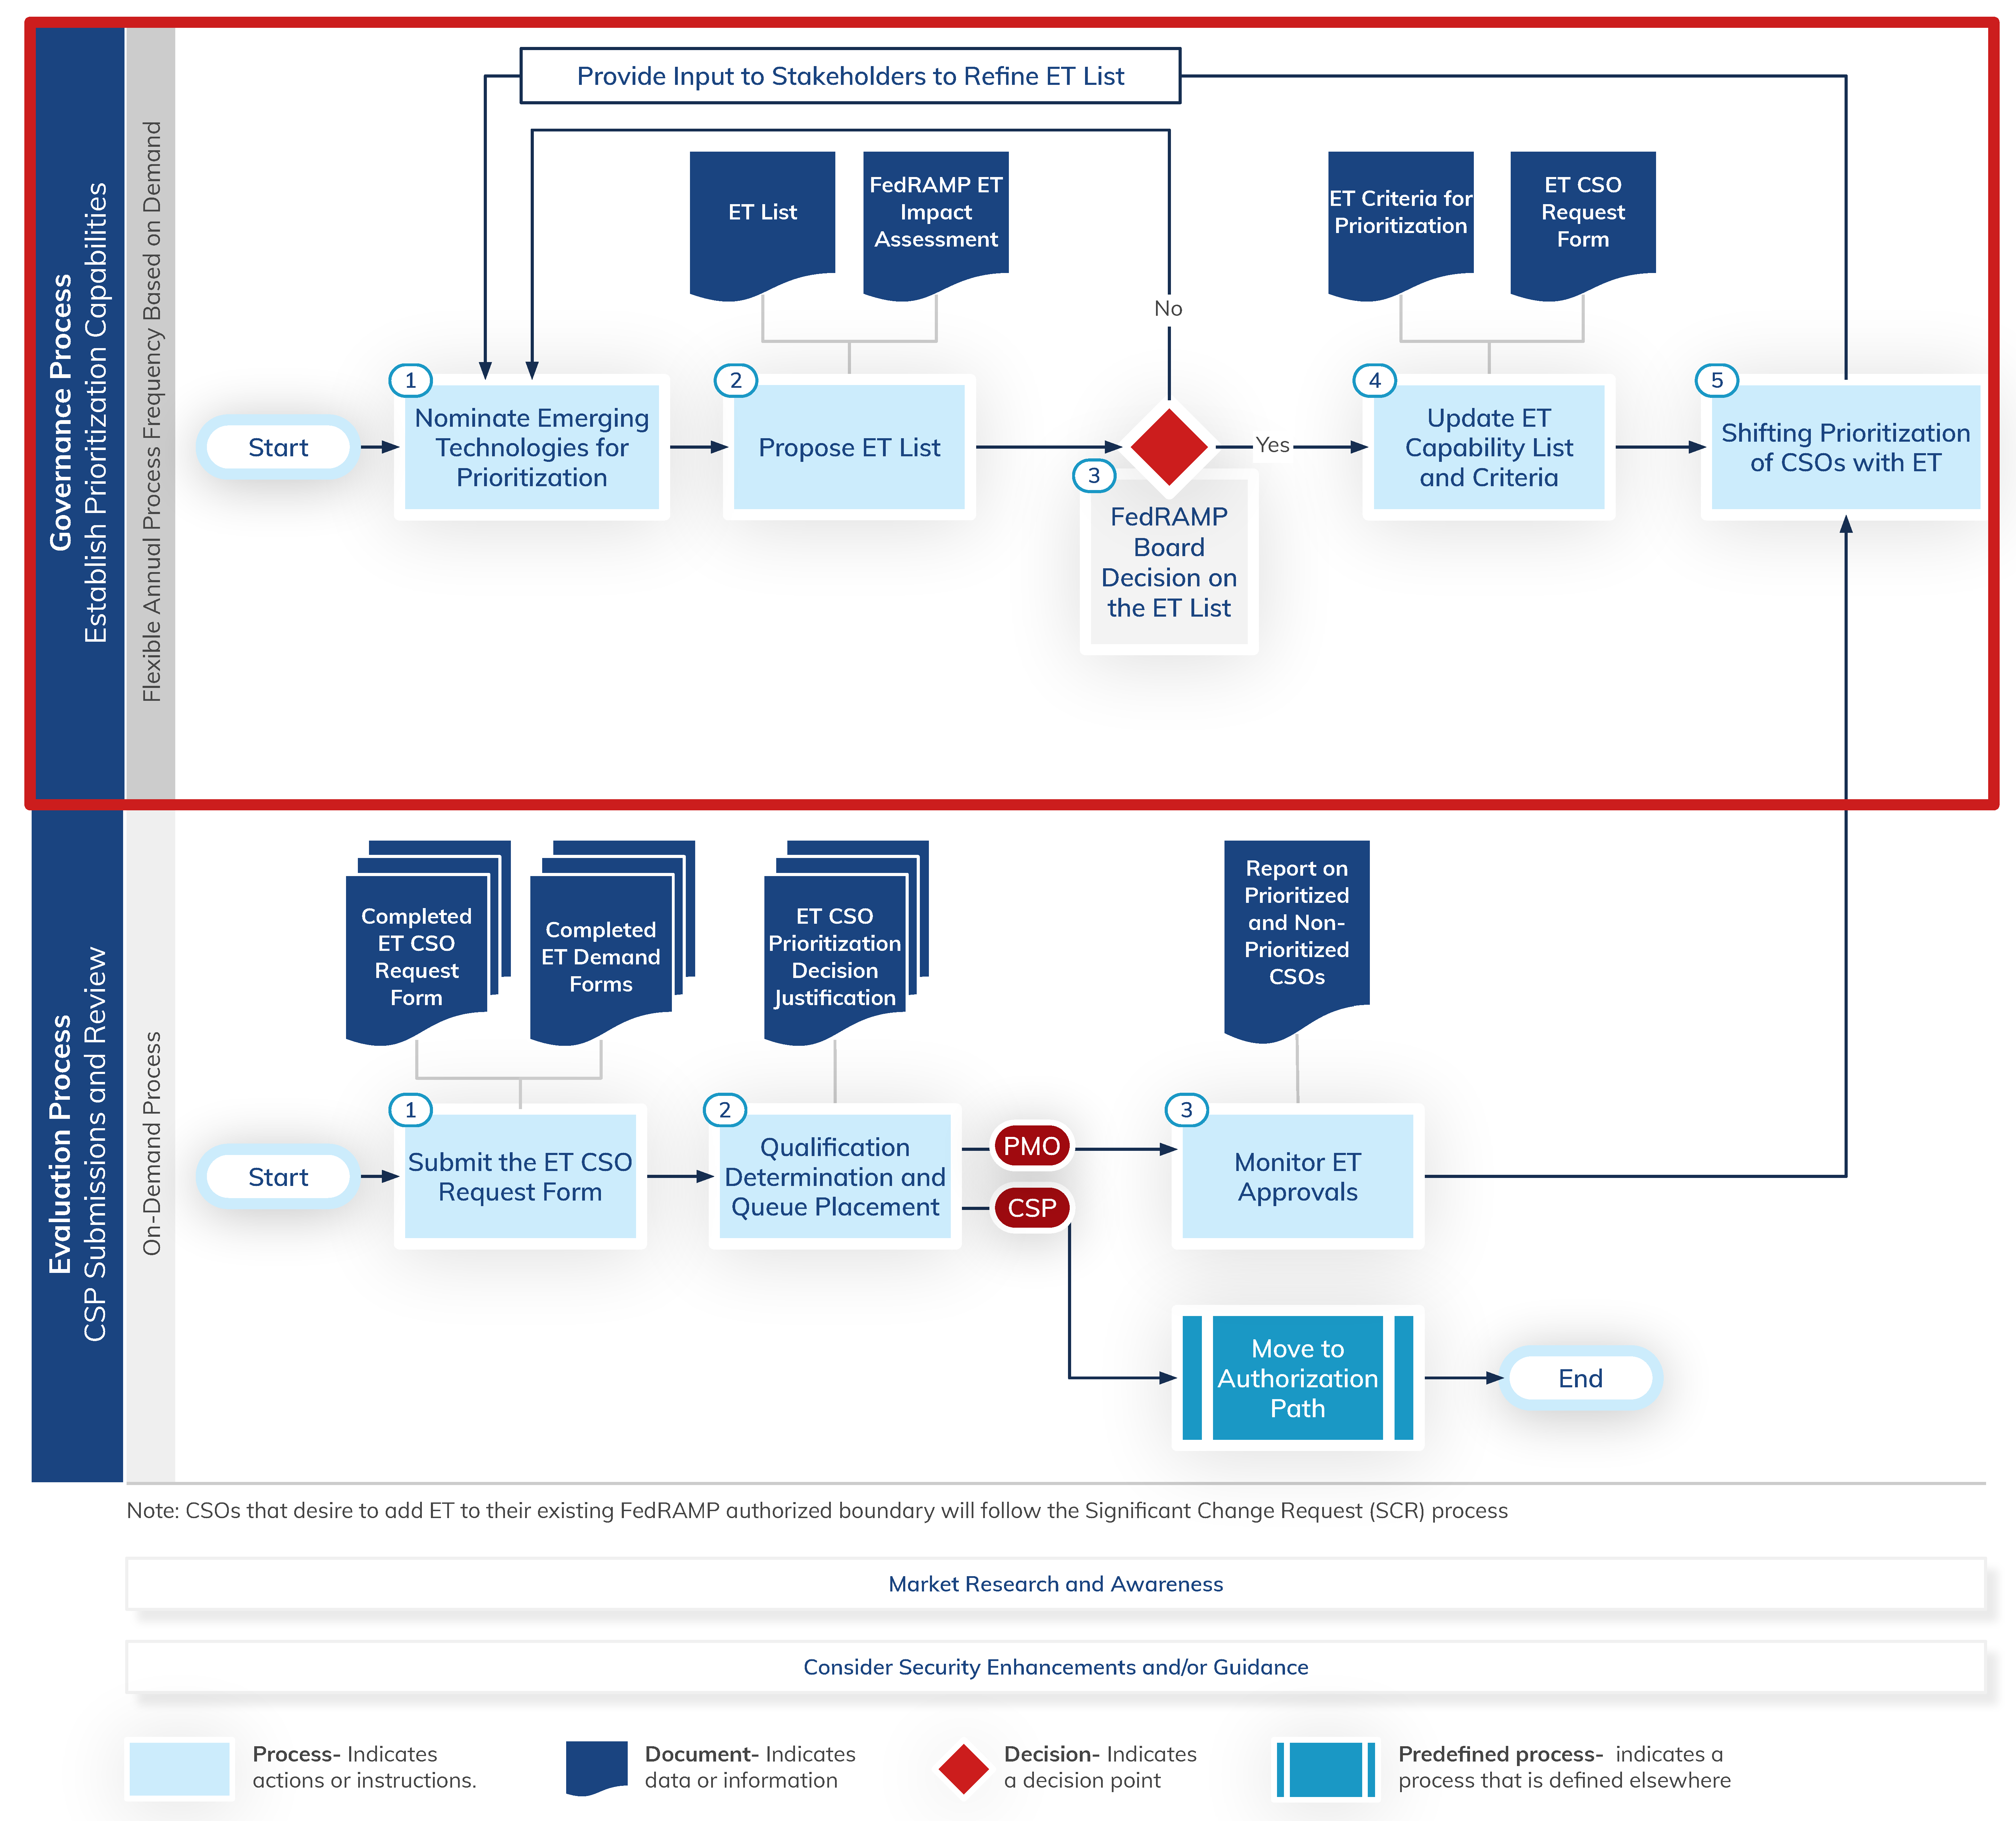 Governance Process
Establish Prioritization Capabilities
Flexible Annual Process Frequency Based on Demand
Provide Input to Stakeholders to Refine ET List
ET List
FedRAMP ET
Impact
Assessment
No
ET Criteria for
Prioritization
ET CSO
Request
Form
Start
1
Nominate Emerging
Technologies for
Prioritization
2
Propose ET List
3
FedRAMP
Board
Decision on
the ET List
Yes
4
Update ET
Capability List
and Criteria
5
Shifting Prioritization
of CSOs with ET
Evaluation Process
CSP Submissions and Review
On-Demand Process
Completed
ET CSO
Request
Form
Completed
ET Demand
Forms
ET CSO
Prioritization
Decision
Justification
Report on
Prioritized
and Non-
Prioritized
CSOs
Start
1
Submit the ET CSO
Request Form
2
Qualification
Determination and
Queue Placement
PMO
CSP
3
Monitor ET
Approvals
Move to
Authorization
Path
End
Note: CSOs that desire to add ET to their existing FedRAMP authorized boundary will follow the Significant Change Request (SCR) process
Market Research and Awareness
Consider Security Enhancements and/or Guidance
Process- Indicates
actions or instructions.
Document- Indicates
data or information
Decision- Indicates
a decision point
Predefined process- indicates a
process that is defined elsewhere